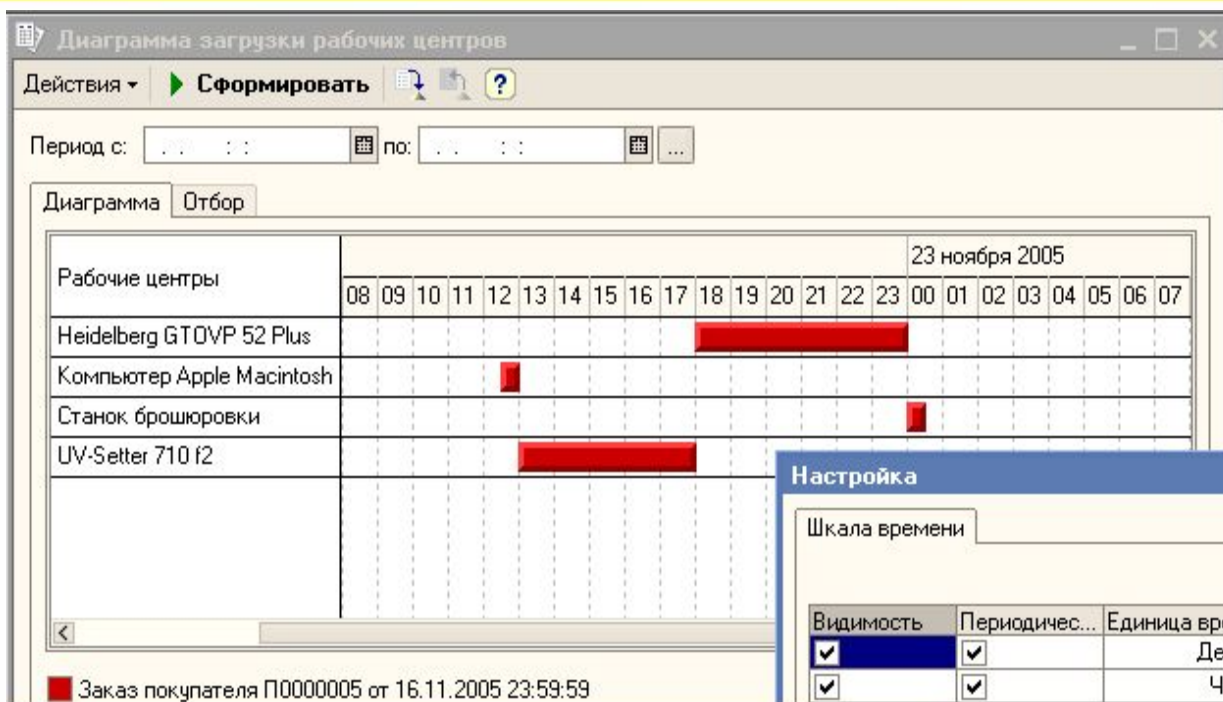 Диаграмма загрузки рабочих центров
Действия Сформировать ?
Период с: . . : : по: . . : : ...
Диаграмма Отбор
23 ноября 2005
Рабочие центры
08 09 10 11 12 13 14 15 16 17 18 19 20 21 22 23 00 01 02 03 04 05 06 07
Heidelberg GTOVP 52 Plus
Компьютер Apple Macintosh
Станок брошюровки
UV-Setter 710 f2
Настройка
Шкала времени
Видимость Периодичес... Единица вре
Де
Ч
Заказ покупателя П0000005 от 16.11.2005 23:59:59